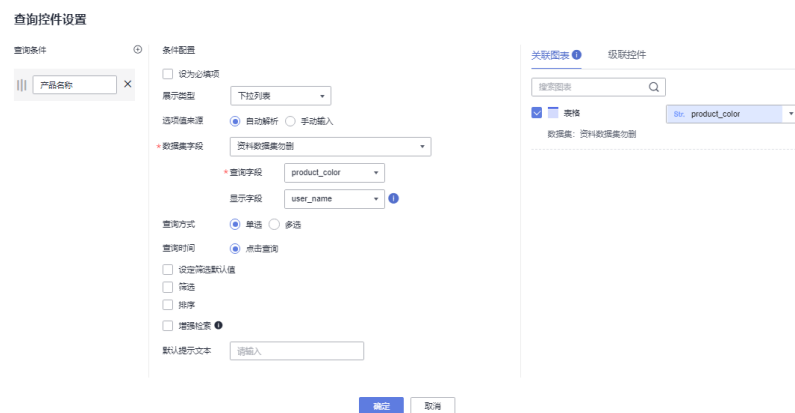 查询控件设置
查询条件
产品名称
条件配置
设为必填项
展示类型 下拉列表
选项值来源 自动解析 手动输入
* 数据集字段 资料数据集勿删
* 查询字段 product_color
显示字段 user_name
查询方式 单选 多选
查询时间 点击查询
设定筛选默认值
筛选
排序
增强检索
默认提示文本 请输入
关联图表 级联控件
搜索图表
表格 Str. product_color
数据集：资料数据集勿删
确定 取消